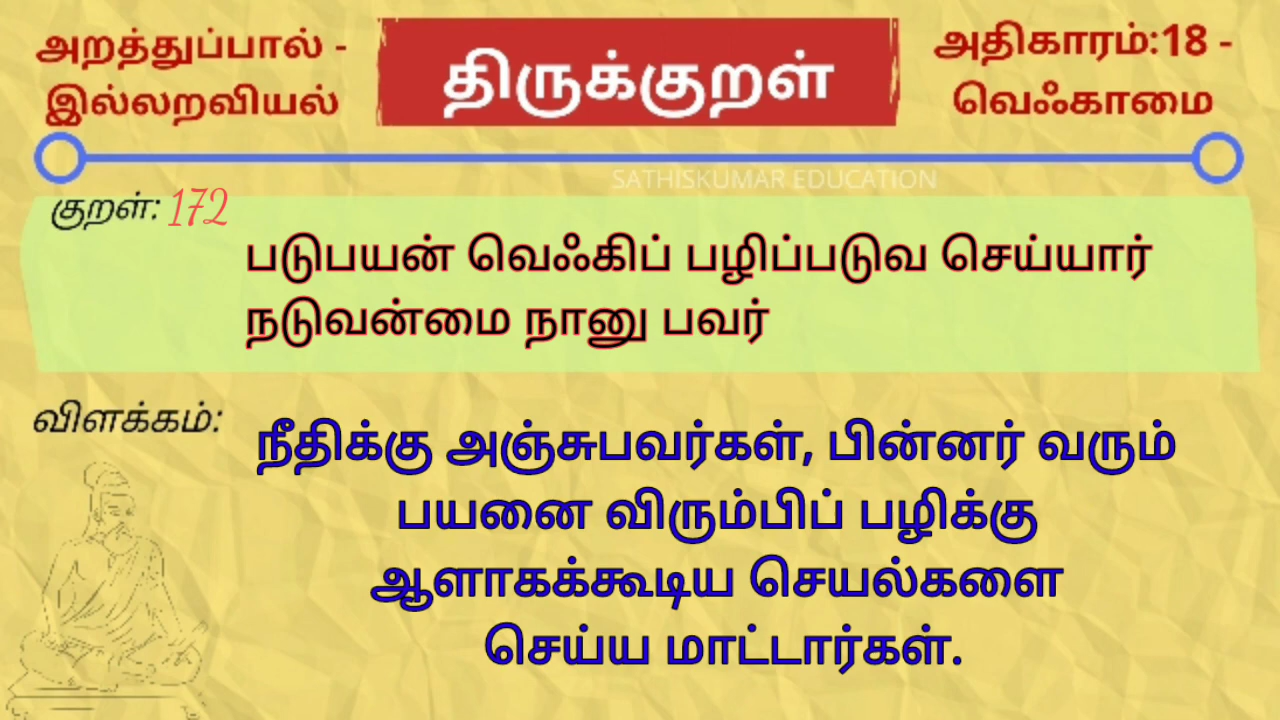 அறத்துப்பால் -
இல்லறவியல்
திருக்குறள்
அதிகாரம்:18 -
வெஃகாமை
SATHISKUMAR EDUCATION
குறள்: 172
படுபயன் வெஃகிப் பழிப்படுவ செய்யார்
நடுவன்மை நானு பவர்
விளக்கம்:
நீதிக்கு அஞ்சுபவர்கள், பின்னர் வரும்
பயனை விரும்பிப் பழிக்கு
ஆளாகக்கூடிய செயல்களை
செய்ய மாட்டார்கள்.